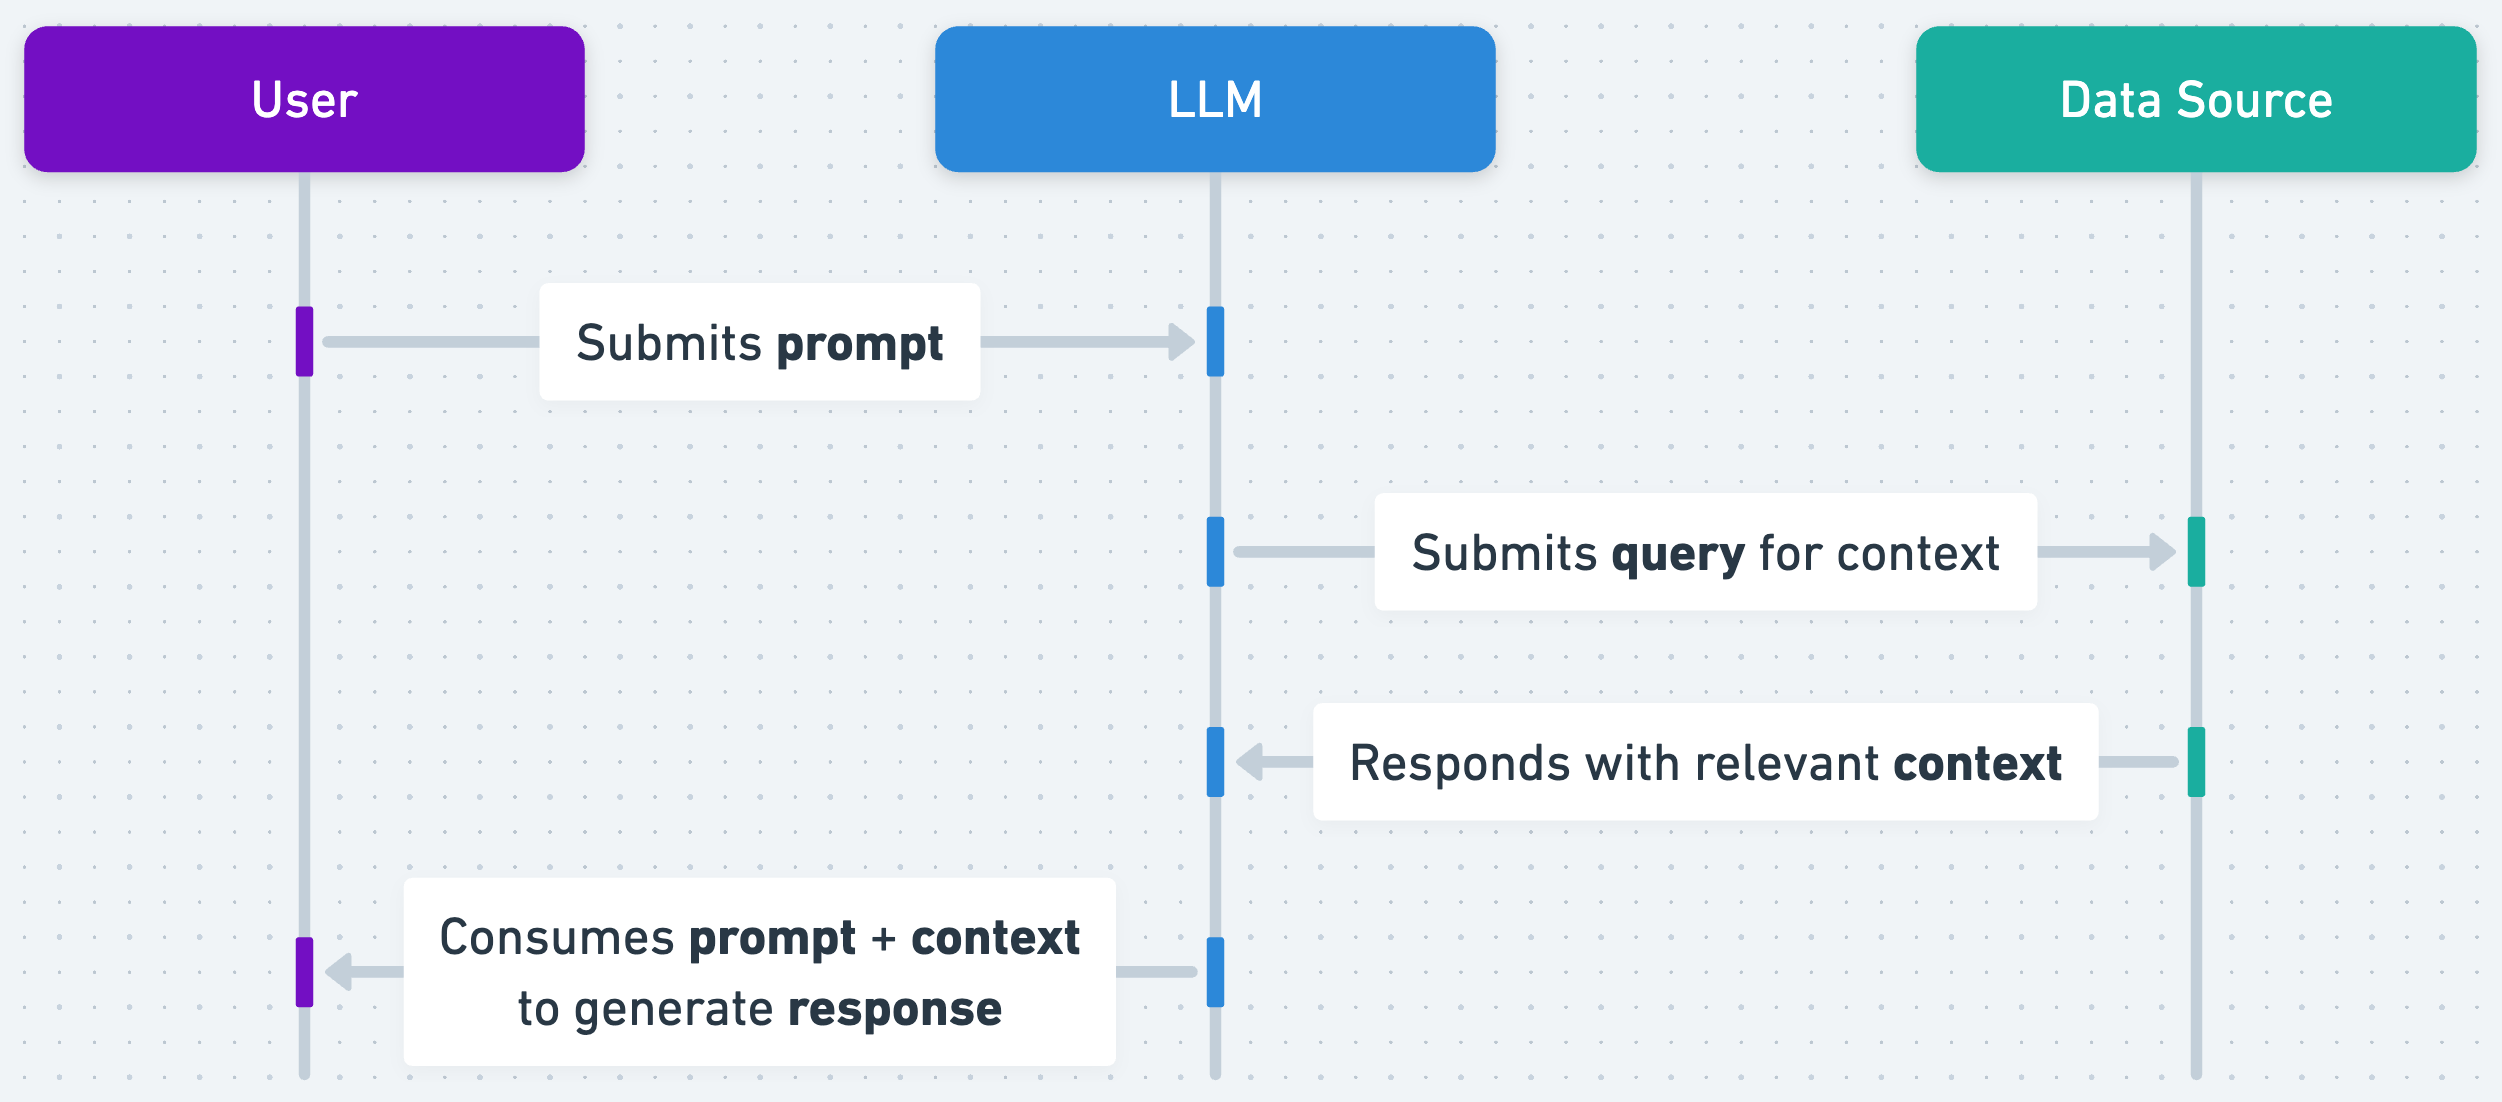 User
LLM
Data Source
Submits prompt
Submits query for context
Responds with relevant context
Consumes prompt + context
to generate response